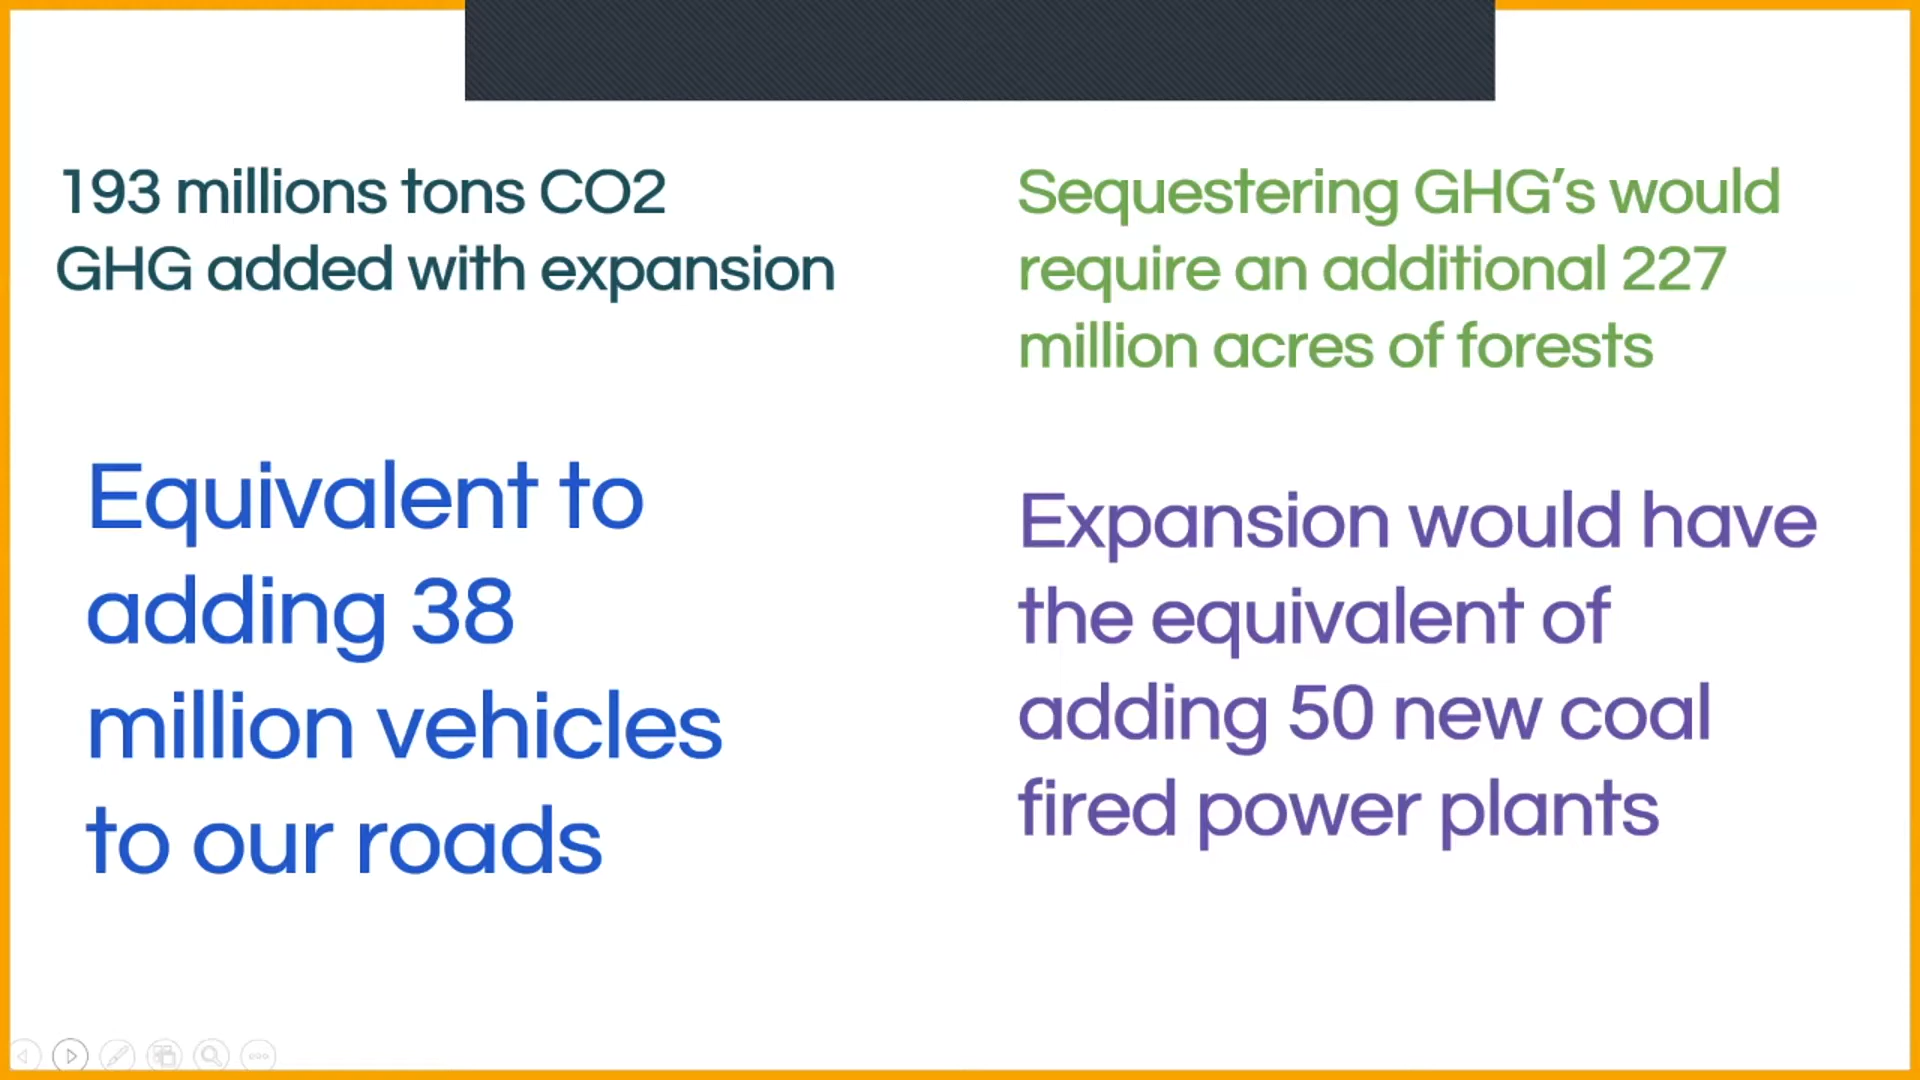 193 millions tons CO2
GHG added with expansion
Equivalent to
adding 38
million vehicles
to our roads
Sequestering GHG’s would
require an additional 227
million acres of forests
Expansion would have
the equivalent of
adding 50 new coal
fired power plants